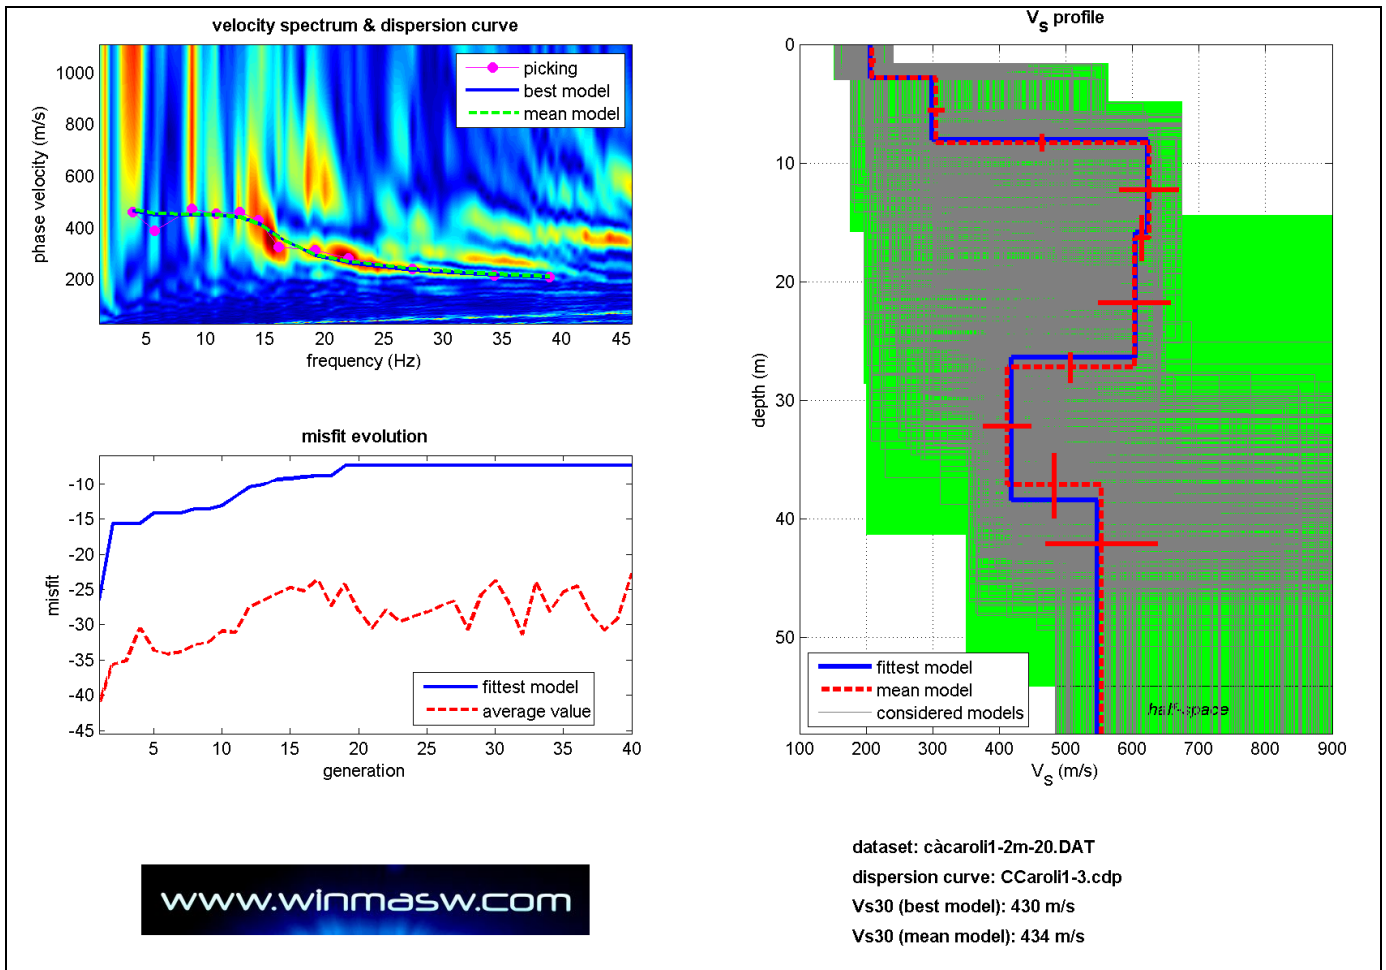 velocity spectrum & dispersion curve
1000
800
600
400
200
phase velocity (m/s)
picking
best model
mean model
5 10 15 20 25 30 35 40 45
frequency (Hz)
misfit evolution
-10
-15
-20
-25
-30
-35
-40
-45
misfit
fittest model
average value
5 10 15 20 25 30 35 40
generation
www.winmasw.com
VS profile
0
10
20
30
40
50
depth (m)
fittest model
mean model
considered models
half-space
100 200 300 400 500 600 700 800 900
VS (m/s)
dataset: càcaroli1-2m-20.DAT
dispersion curve: CCaroli1-3.cdp
Vs30 (best model): 430 m/s
Vs30 (mean model): 434 m/s